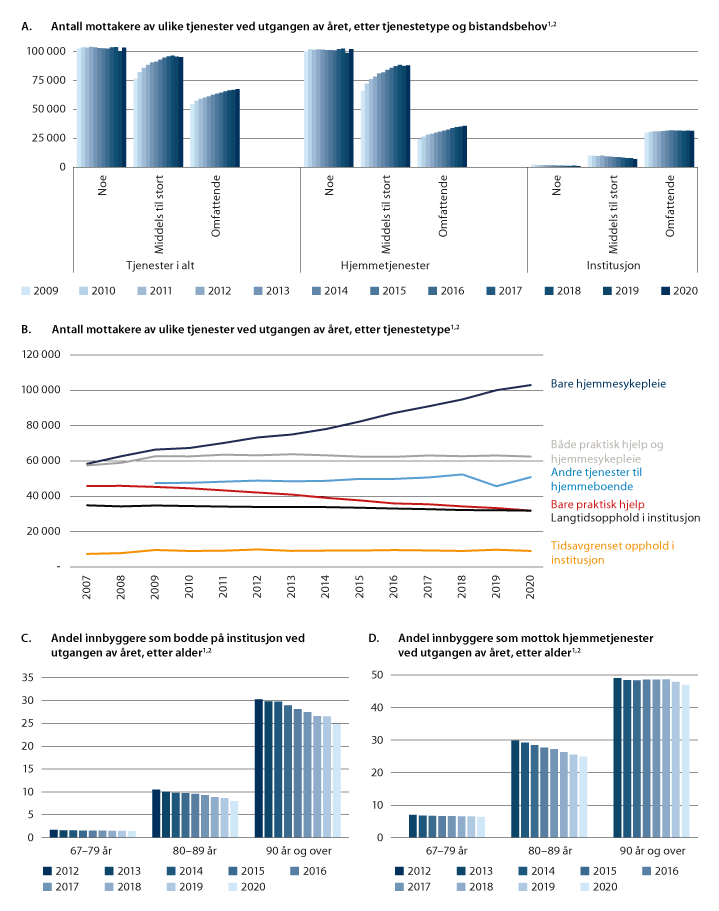 A. Antall mottakere av ulike tjenester ved utgangen av året, etter tjenestetype og bistandsbehov1,2
100 000
75 000
50 000
25 000
0
Noe
Middels til stort
Omfattende
Noe
Middels til stort
Omfattende
Noe
Middels til stort
Omfattende
Tjenester i alt
Hjemmetjenester
Institusjon
2009 2010 2011 2012 2013 2014 2015 2016 2017 2018 2019 2020
B. Antall mottakere av ulike tjenester ved utgangen av året, etter tjenestetype1,2
120 000
100 000
80 000
60 000
40 000
20 000
-
2007 2008 2009 2010 2011 2012 2013 2014 2015 2016 2017 2018 2019 2020
Bare hjemmesykepleie
Både praktisk hjelp og
hjemmesykepleie
Andre tjenester til
hjemmeboende
Bare praktisk hjelp
Langtidsopphold i institusjon
Tidsavgrenset opphold i
institusjon
C. Andel innbyggere som bodde på institusjon ved
utgangen av året, etter alder1,2
35
30
25
20
15
10
5
0
67–79 år
80–89 år
90 år og over
2012 2013 2014 2015 2016
2017 2018 2019 2020
D. Andel innbyggere som mottok hjemmetjenester
ved utgangen av året, etter alder1,2
50
40
30
20
10
0
67–79 år
80–89 år
90 år og over
2012 2013 2014 2015 2016
2017 2018 2019 2020